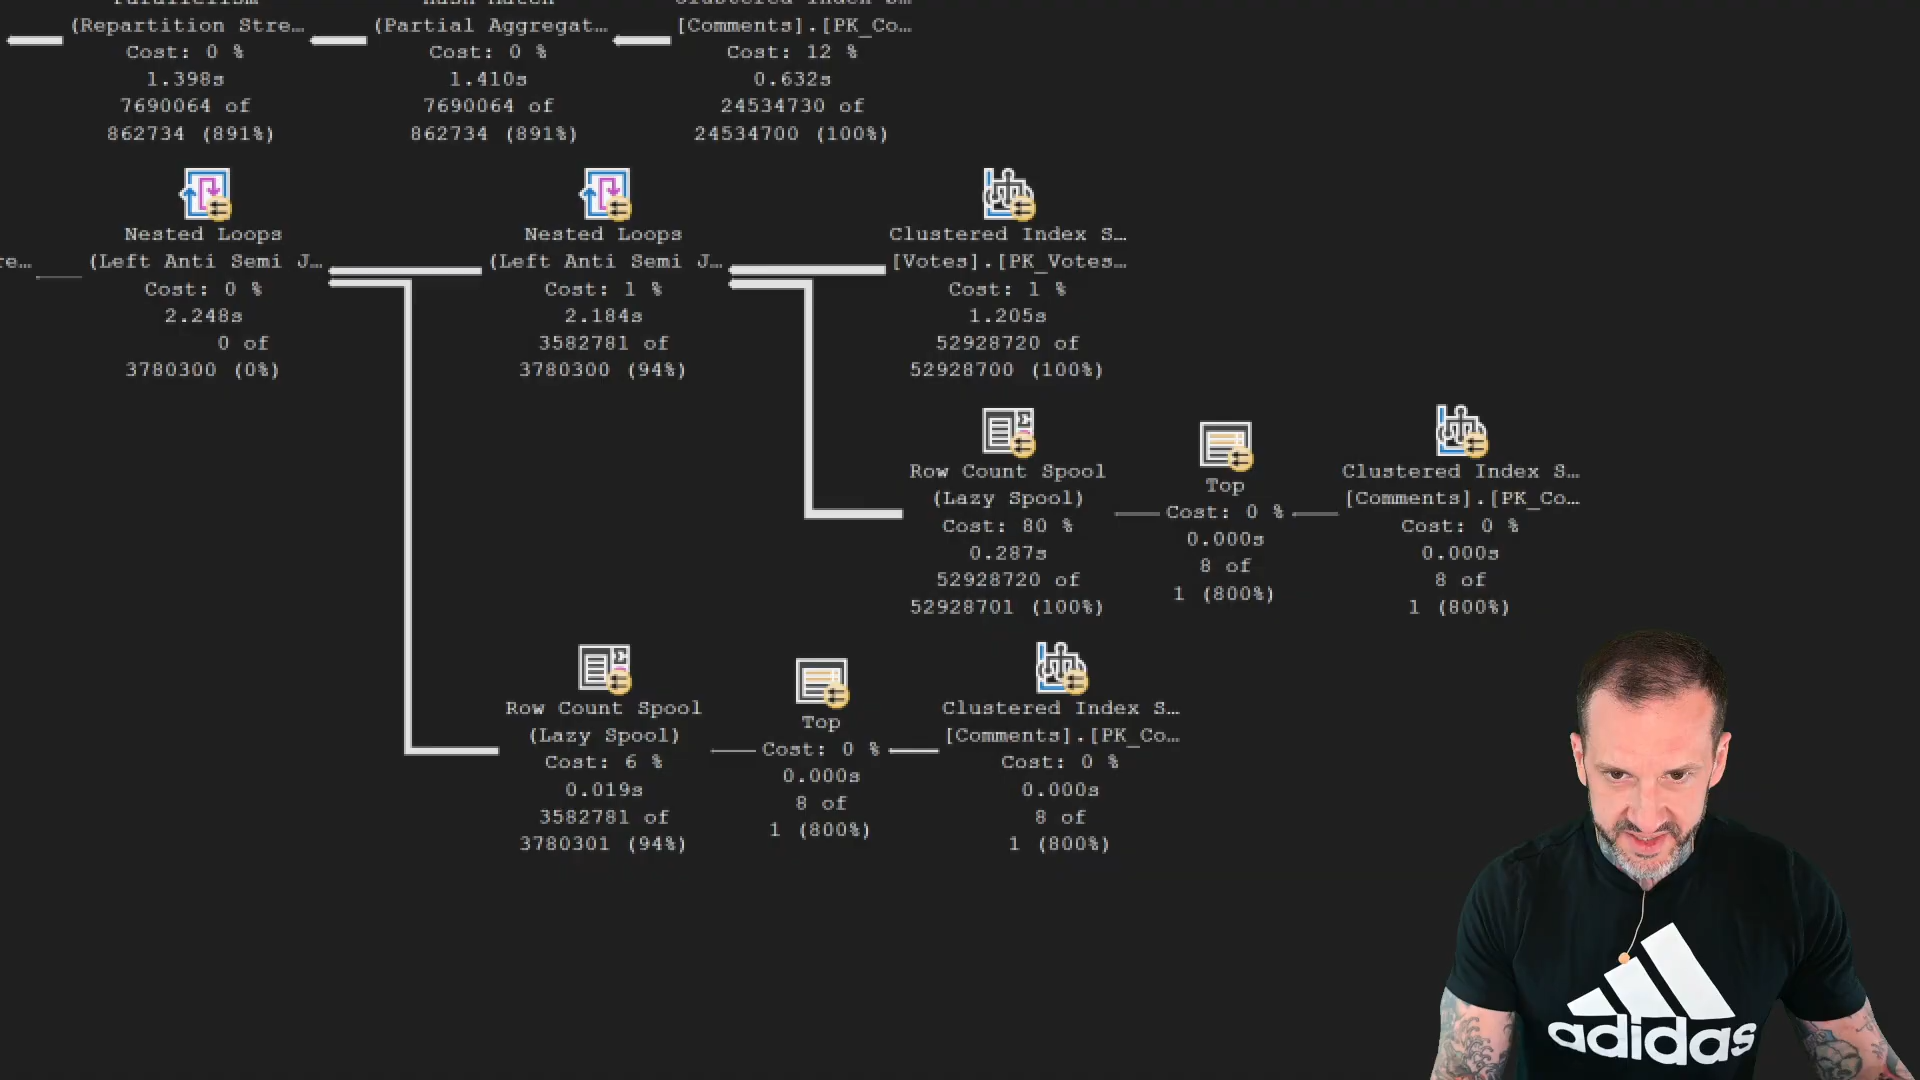 (Repartition Stre…
Cost: 0 %
1.398s
7690064 of
862734 (891%)
(Partial Aggregat…
Cost: 0 %
1.410s
7690064 of
862734 (891%)
[Comments].[PK_Co…
Cost: 12 %
0.632s
24534730 of
24534700 (100%)
re…
Nested Loops
(Left Anti Semi J…
Cost: 0 %
2.248s
0 of
3780300 (0%)
Nested Loops
(Left Anti Semi J…
Cost: 1 %
2.184s
3582781 of
3780300 (94%)
Clustered Index S…
[Votes].[PK_Votes…
Cost: 1 %
1.205s
52928720 of
52928700 (100%)
Row Count Spool
(Lazy Spool)
Cost: 80 %
0.287s
52928720 of
52928701 (100%)
Top
Cost: 0 %
0.000s
8 of
1 (800%)
Clustered Index S…
[Comments].[PK_Co…
Cost: 0 %
0.000s
8 of
1 (800%)
Row Count Spool
(Lazy Spool)
Cost: 6 %
0.019s
3582781 of
3780301 (94%)
Top
Cost: 0 %
0.000s
8 of
1 (800%)
Clustered Index S…
[Comments].[PK_Co…
Cost: 0 %
0.000s
8 of
1 (800%)
adidas